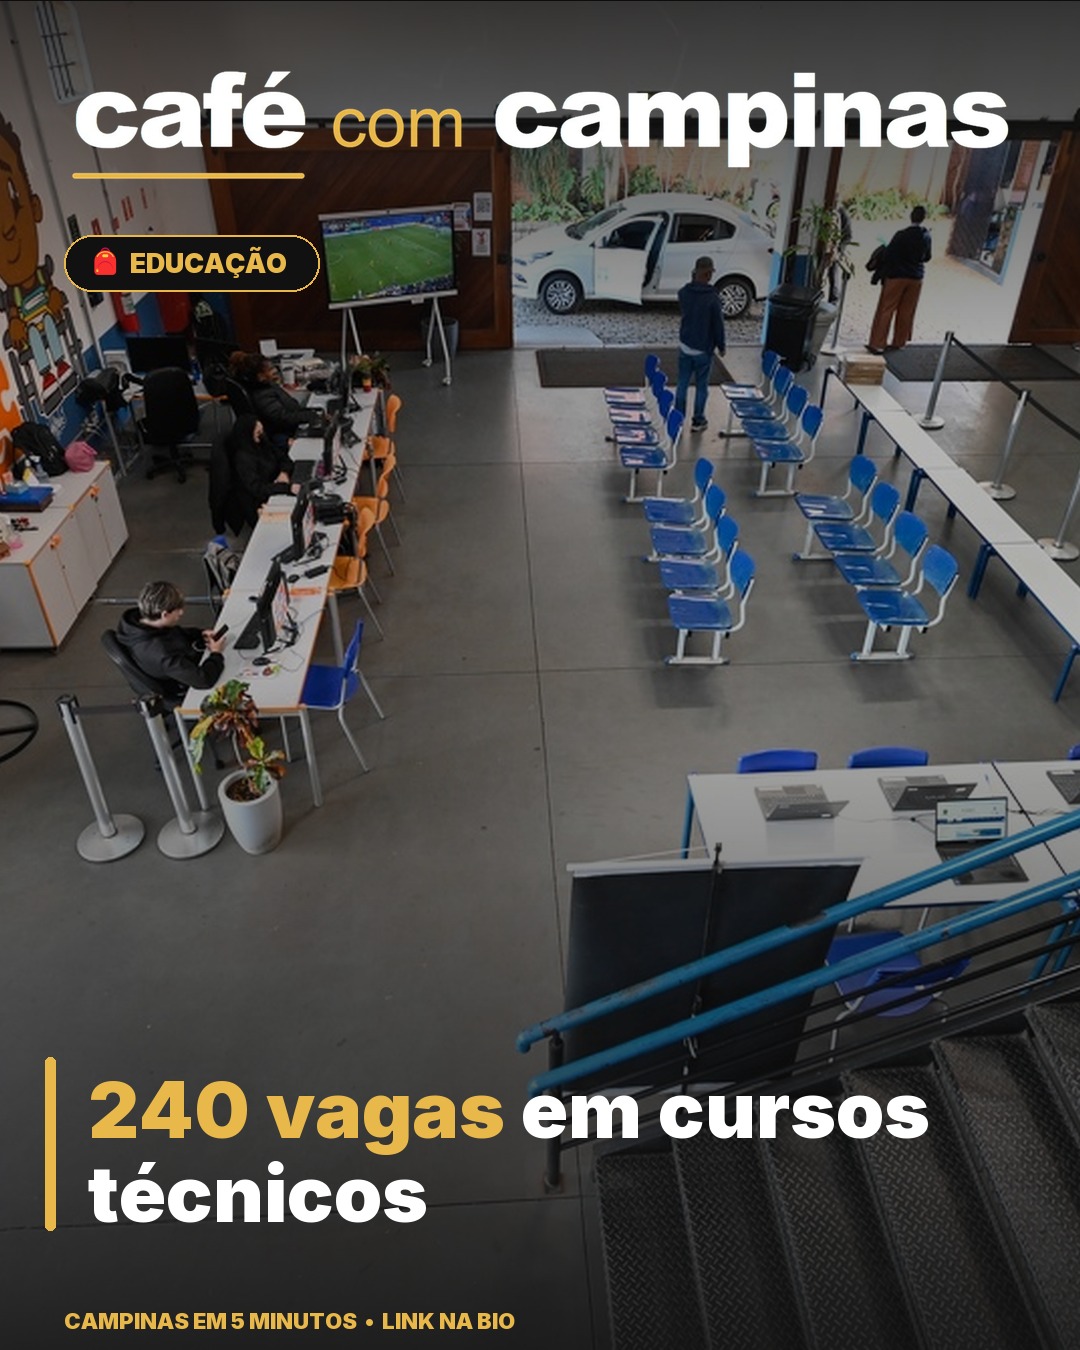 café com campinas
EDUCAÇÃO
240 vagas em cursos
técnicos
CAMPINAS EM 5 MINUTOS • LINK NA BIO